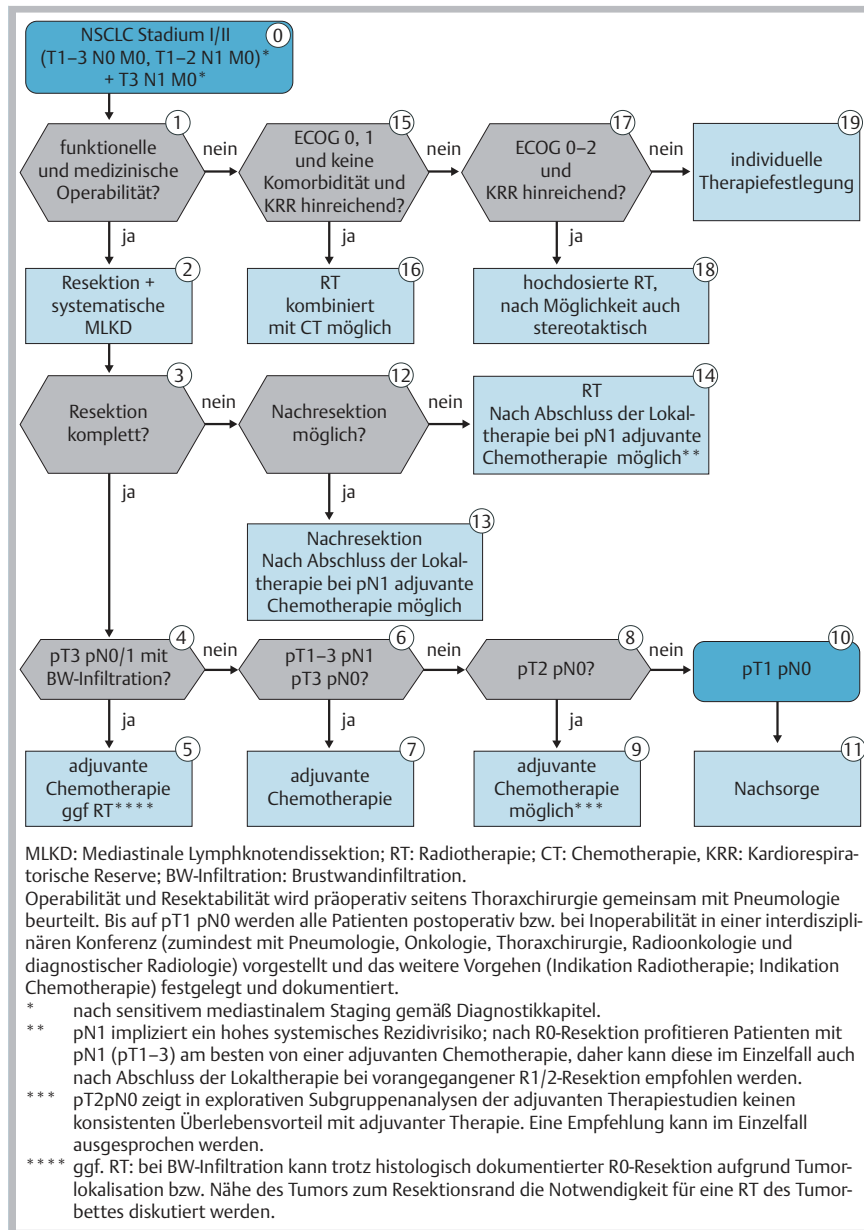 0
NSCLC Stadium I/II
(T1–3 N0 M0, T1–2 N1 M0)*
+ T3 N1 M0*
1
funktionelle
und medizinische
Operabilität?
nein
15
ECOG 0, 1
und keine
Komorbidität und
KRR hinreichend?
nein
17
ECOG 0–2
und
KRR hinreichend?
nein
19
individuelle
Therapiefestlegung
ja
ja
ja
2
Resektion +
systematische
MLKD
16
RT
kombiniert
mit CT möglich
18
hochdosierte RT,
nach Möglichkeit auch
stereotaktisch
3
Resektion
komplett?
nein
12
Nachresektion
möglich?
nein
14
RT
Nach Abschluss der Lokal-
therapie bei pN1 adjuvante
Chemotherapie möglich**
ja
ja
13
Nachresektion
Nach Abschluss der Lokal-
therapie bei pN1 adjuvante
Chemotherapie möglich
4
pT3 pN0/1 mit
BW-Infiltration?
nein
6
pT1–3 pN1
pT3 pN0?
nein
8
pT2 pN0?
nein
10
pT1 pN0
ja
ja
ja
5
adjuvante
Chemotherapie
ggf RT****
7
adjuvante
Chemotherapie
9
adjuvante
Chemotherapie
möglich***
11
Nachsorge
MLKD: Mediastinale Lymphknotendissektion; RT: Radiotherapie; CT: Chemotherapie, KRR: Kardiorespira-
torische Reserve; BW-Infiltration: Brustwandinfiltration.
Operabilität und Resektabilität wird präoperativ seitens Thoraxchirurgie gemeinsam mit Pneumologie
beurteilt. Bis auf pT1 pN0 werden alle Patienten postoperativ bzw. bei Inoperabilität in einer interdiszipli-
nären Konferenz (zumindest mit Pneumologie, Onkologie, Thoraxchirurgie, Radioonkologie und
diagnostischer Radiologie) vorgestellt und das weitere Vorgehen (Indikation Radiotherapie; Indikation
Chemotherapie) festgelegt und dokumentiert.
* nach sensitivem mediastinalem Staging gemäß Diagnostikkapitel.
** pN1 impliziert ein hohes systemisches Rezidivrisiko; nach R0-Resektion profitieren Patienten mit
pN1 (pT1–3) am besten von einer adjuvanten Chemotherapie, daher kann diese im Einzelfall auch
nach Abschluss der Lokaltherapie bei vorangegangener R1/2-Resektion empfohlen werden.
*** pT2pN0 zeigt in explorativen Subgruppenanalysen der adjuvanten Therapiestudien keinen
konsistenten Überlebensvorteil mit adjuvanter Therapie. Eine Empfehlung kann im Einzelfall
ausgesprochen werden.
**** ggf. RT: bei BW-Infiltration kann trotz histologisch dokumentierter R0-Resektion aufgrund Tumor-
lokalisation bzw. Nähe des Tumors zum Resektionsrand die Notwendigkeit für eine RT des Tumor-
bettes diskutiert werden.